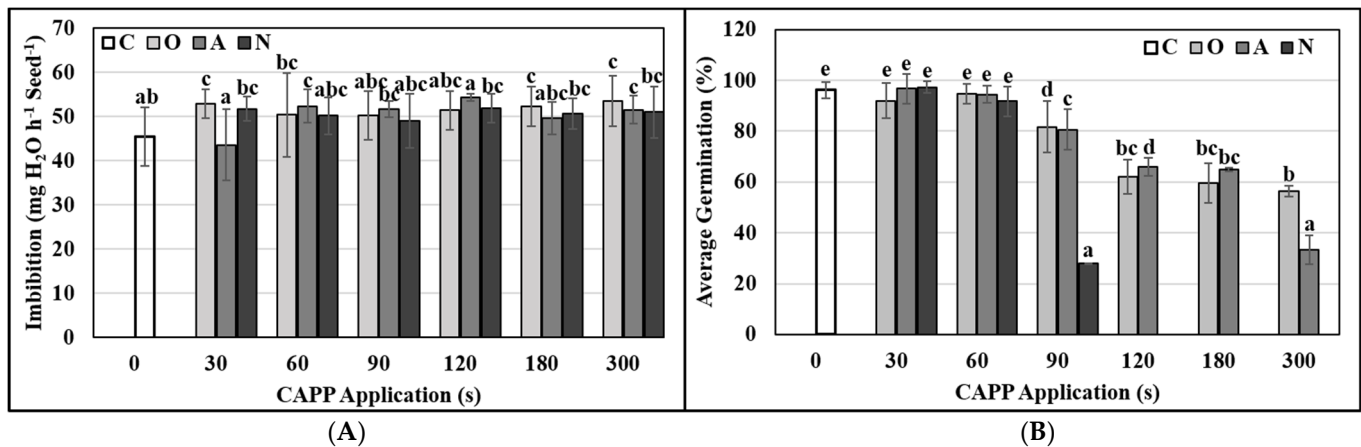 70
60
50
40
30
20
10
0
Imbibition (mg H₂O h⁻¹ Seed⁻¹)
C O A N
ab
c a bc
bc c bc
abc bc abc
abc a bc
c abc bc
c c bc
0 30 60 90 120 180 300
CAPP Application (s)
(A)
120
100
80
60
40
20
0
Average Germination (%)
C O A N
e
e e e
e e e
d c a
bc d
bc bc
b a
0 30 60 90 120 180 300
CAPP Application (s)
(B)